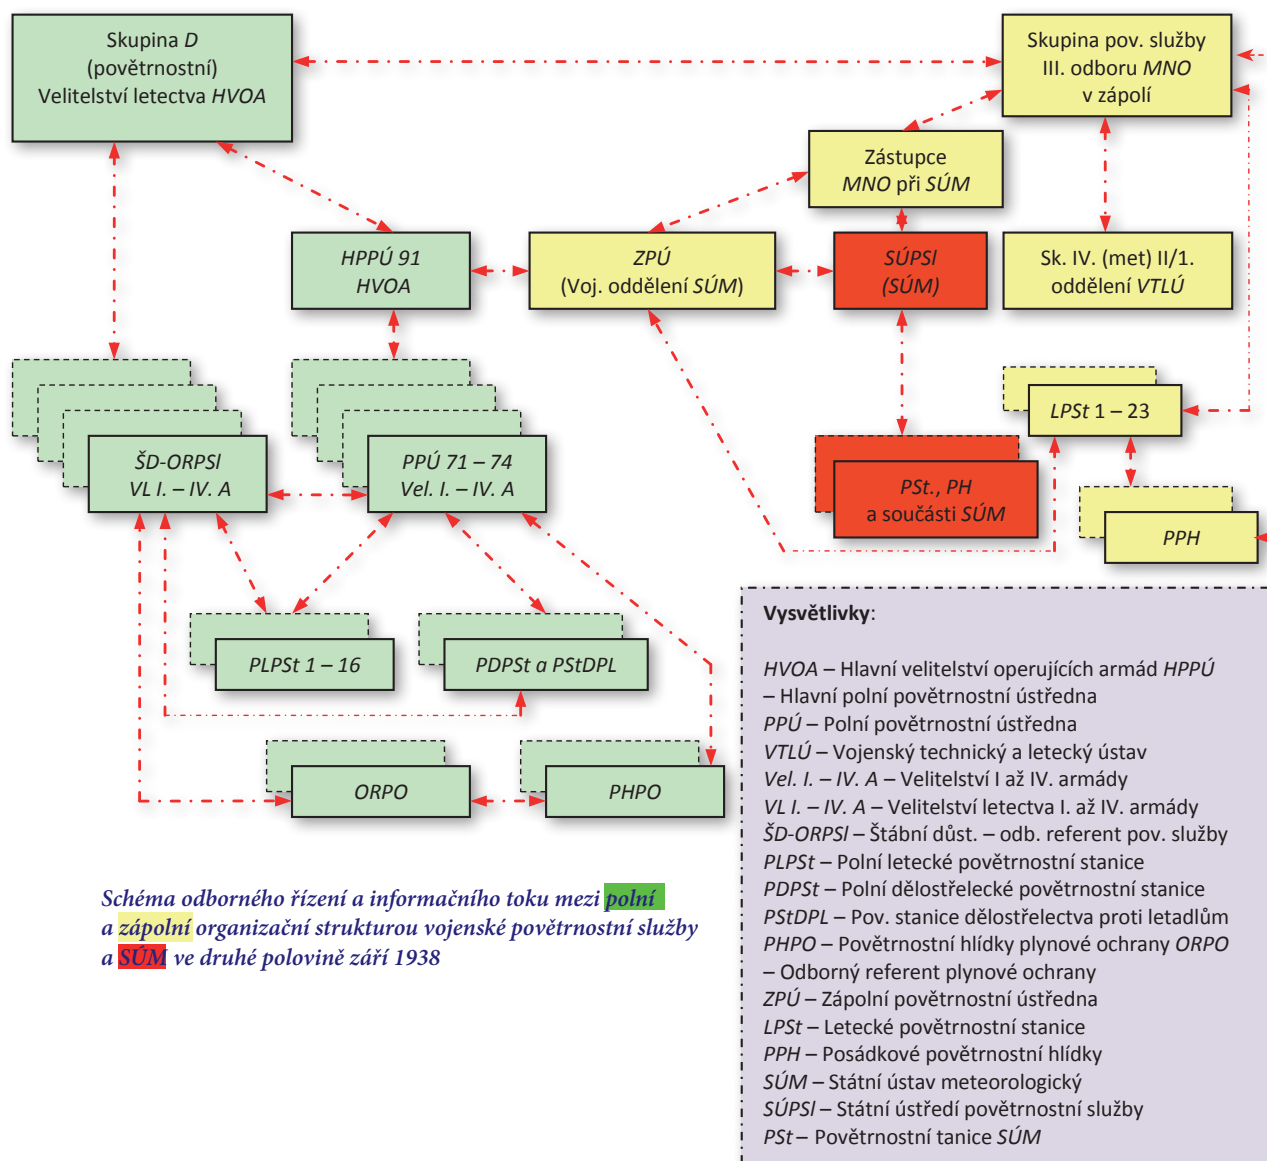 Skupina D
(povětrnostní)
Velitelství letectva HVOA
Skupina pov. služby
III. odboru MNO
v zápolí
Zástupce
MNO při SÚM
HPPÚ 91
HVOA
ZPÚ
(Voj. oddělení SÚM)
SÚPSl
(SÚM)
Sk. IV. (met) II/1.
oddělení VTLÚ
LPSt 1 – 23
ŠD-ORPSl
VL I. – IV. A
PPÚ 71 – 74
Vel. I. – IV. A
PSt., PH
a součásti SÚM
PPH
PLPSt 1 – 16
PDPSt a PStDPL
ORPO
PHPO
Schéma odborného řízení a informačního toku mezi polní
a zápolní organizační strukturou vojenské povětrnostní služby
a SÚM ve druhé polovině září 1938
Vysvětlivky:
HVOA – Hlavní velitelství operujících armád HPPÚ
– Hlavní polní povětrnostní ústředna
PPÚ – Polní povětrnostní ústředna
VTLÚ – Vojenský technický a letecký ústav
Vel. I. – IV. A – Velitelství I až IV. armády
VL I. – IV. A – Velitelství letectva I. až IV. armády
ŠD-ORPSl – Štábní důst. – odb. referent pov. služby
PLPSt – Polní letecké povětrnostní stanice
PDPSt – Polní dělostřelecké povětrnostní stanice
PStDPL – Pov. stanice dělostřelectva proti letadlům
PHPO – Povětrnostní hlídky plynové ochrany ORPO
– Odborný referent plynové ochrany
ZPÚ – Zápolní povětrnostní ústředna
LPSt – Letecké povětrnostní stanice
PPH – Posádkové povětrnostní hlídky
SÚM – Státní ústav meteorologický
SÚPSl – Státní ústředí povětrnostní služby
PSt – Povětrnostní tanice SÚM